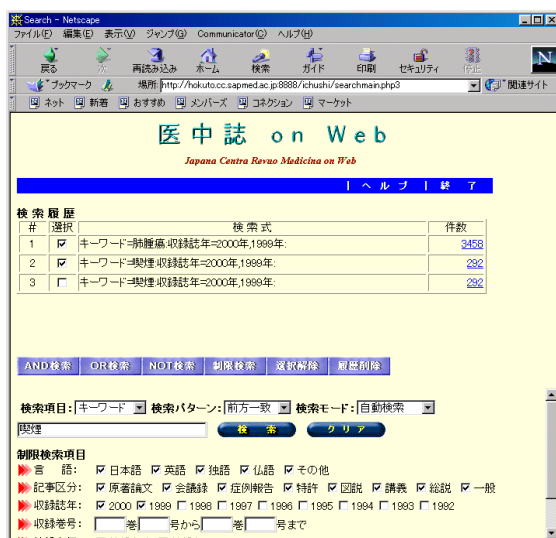 Search - Netscape
ファイル(F) 編集(E) 表示(V) ジャンプ(G) Communicator(C) ヘルプ(H)
戻る 次 再読み込み ホーム 検索 ガイド 印刷 セキュリティ 停止 N
ブックマーク 場所: http://hokuto.cc.sapmed.ac.jp:8888/ichushi/searchmain.php3 関連サイト
ネット 新着 おすすめ メンバーズ コネクション マーケット
医中誌 on Web
Japana Centra Revuo Medicina on Web
| ヘルプ | 終 了
検索履歴
# 選択 検索式 件数
1 キーワード=肺腫瘍:収録誌年=2000年,1999年: 3458
2 キーワード=喫煙:収録誌年=2000年,1999年: 292
3 キーワード=喫煙:収録誌年=2000年,1999年: 292
AND検索 OR検索 NOT検索 制限検索 選択解除 履歴削除
検索項目: キーワード 検索パターン: 前方一致 検索モード: 自動検索
喫煙 検 索 クリア
制限検索項目
言 語: 日本語 英語 独語 仏語 その他
記事区分: 原著論文 会議録 症例報告 特許 図説 講義 総説 一般
収録誌年: 2000 1999 1998 1997 1996 1995 1994 1993 1992
収録巻号: 巻 号から 巻 号まで